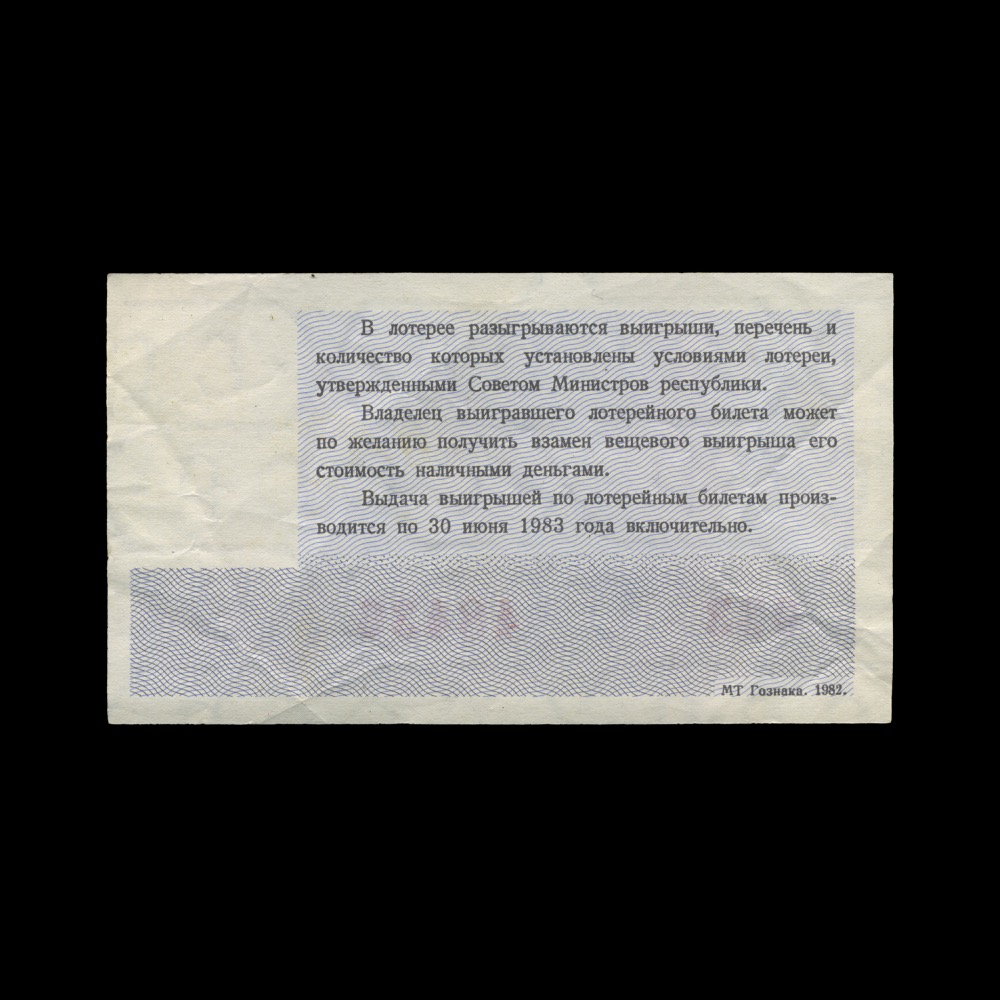 В лотерее разыгрываются выигрыши, перечень и
количество которых установлены условиями лотереи,
утвержденными Советом Министров республики.
Владелец выигравшего лотерейного билета может
по желанию получить взамен вещевого выигрыша его
стоимость наличными деньгами.
Выдача выигрышей по лотерейным билетам произ-
водится по 30 июня 1983 года включительно.
МТ Гознака. 1982.